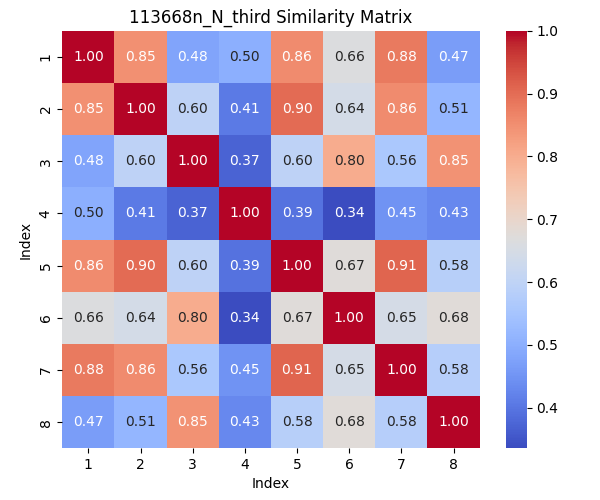 113668n_N_third Similarity Matrix
1 1.00 0.85 0.48 0.50 0.86 0.66 0.88 0.47
2 0.85 1.00 0.60 0.41 0.90 0.64 0.86 0.51
3 0.48 0.60 1.00 0.37 0.60 0.80 0.56 0.85
4 0.50 0.41 0.37 1.00 0.39 0.34 0.45 0.43
5 0.86 0.90 0.60 0.39 1.00 0.67 0.91 0.58
6 0.66 0.64 0.80 0.34 0.67 1.00 0.65 0.68
7 0.88 0.86 0.56 0.45 0.91 0.65 1.00 0.58
8 0.47 0.51 0.85 0.43 0.58 0.68 0.58 1.00
1 2 3 4 5 6 7 8
Index
Index
1.0
0.9
0.8
0.7
0.6
0.5
0.4